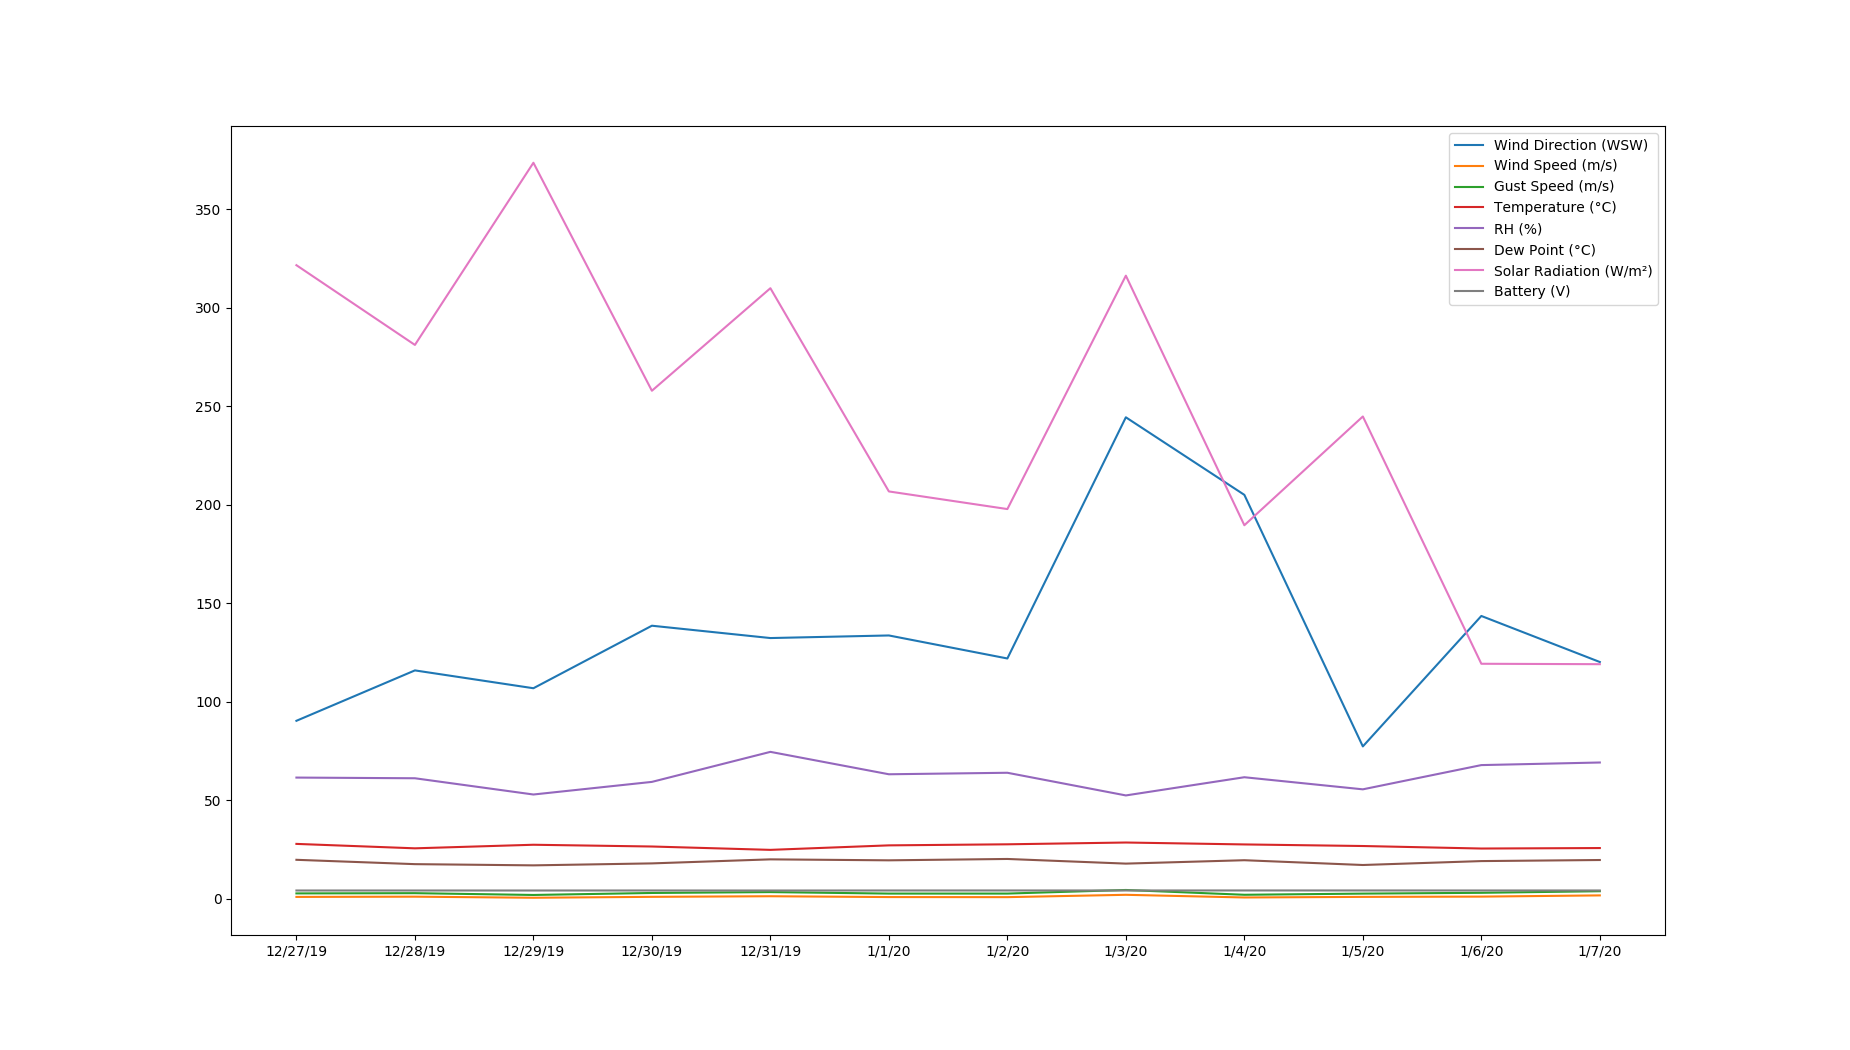 Wind Direction (WSW)
Wind Speed (m/s)
Gust Speed (m/s)
Temperature (°C)
RH (%)
Dew Point (°C)
Solar Radiation (W/m²)
Battery (V)
350
300
250
200
150
100
50
0
12/27/19 12/28/19 12/29/19 12/30/19 12/31/19 1/1/20 1/2/20 1/3/20 1/4/20 1/5/20 1/6/20 1/7/20